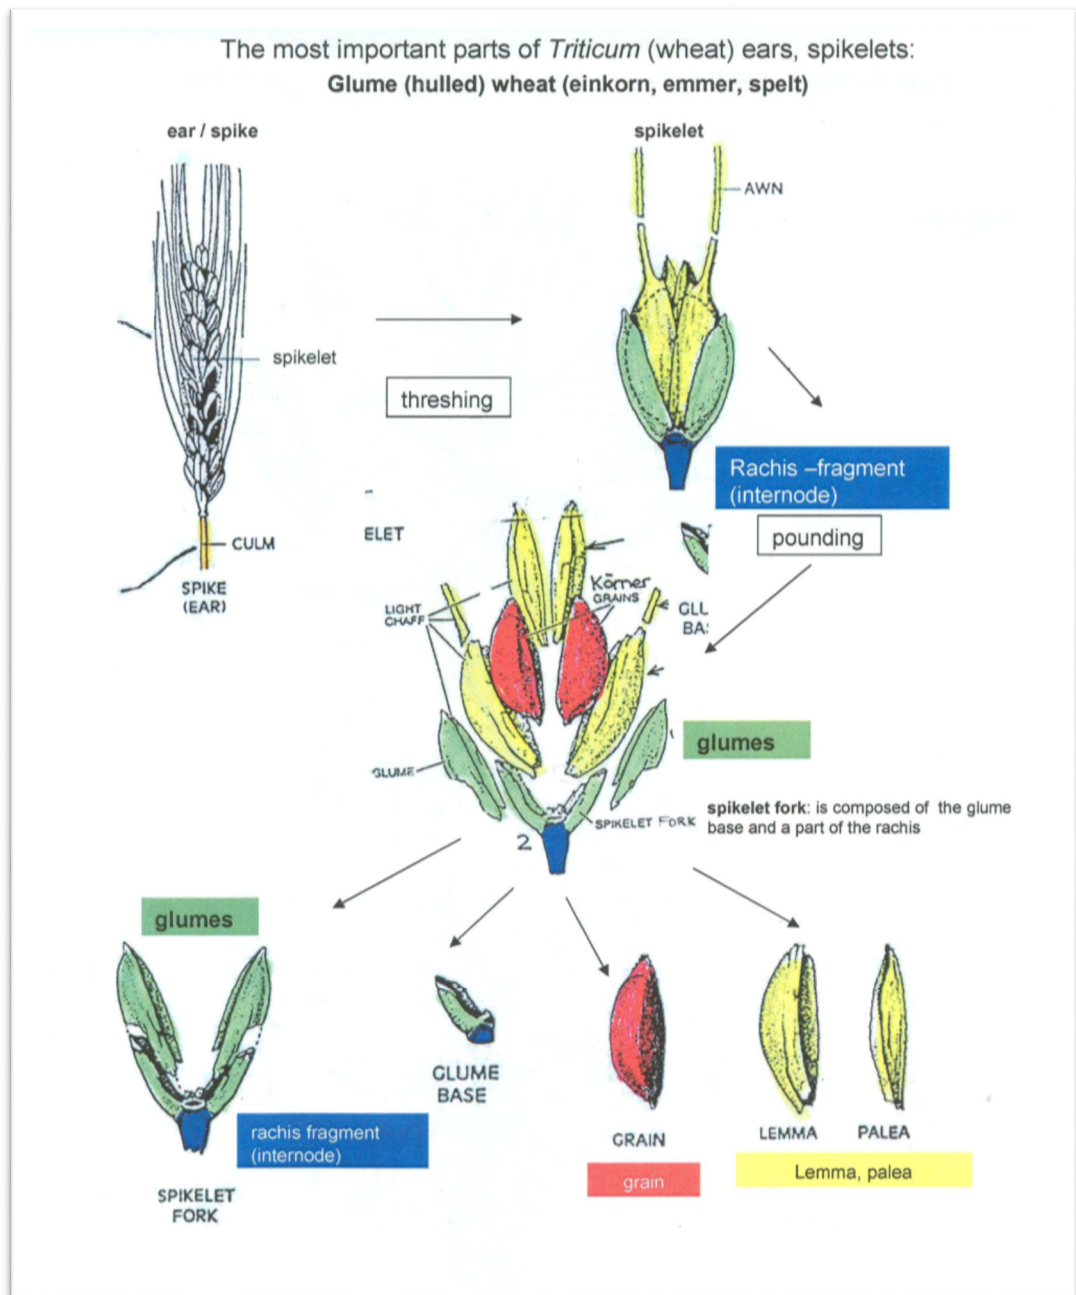 The most important parts of Triticum (wheat) ears, spikelets:
Glume (hulled) wheat (einkorn, emmer, spelt)
ear / spike
spikelet
AWN
spikelet
threshing
Rachis –fragment
(internode)
pounding
CULM
SPIKE
(EAR)
ELET
Körner
GRAINS
LIGHT
CHAFF
GLU
BA
glumes
GLUME
SPIKELET FORK
spikelet fork: is composed of the glume
base and a part of the rachis
2
glumes
GLUME
BASE
rachis fragment
(internode)
SPIKELET
FORK
GRAIN
grain
LEMMA
PALEA
Lemma, palea